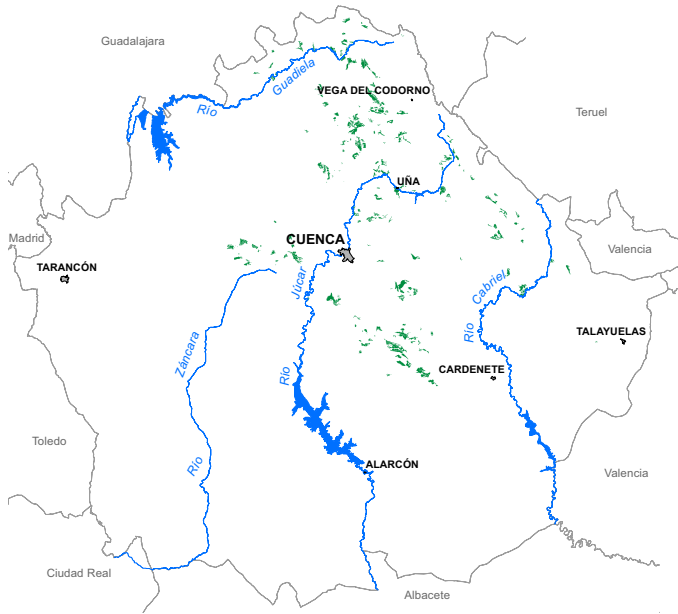 Guadalajara
Río
Guadiela
VEGA DEL CODORNO
Teruel
UÑA
CUENCA
Madrid
TARANCÓN
Valencia
Júcar
Río
Cabriel
Záncara
Río
TALAYUELAS
CARDENETE
Río
Toledo
Río
ALARCÓN
Valencia
Ciudad Real
Albacete